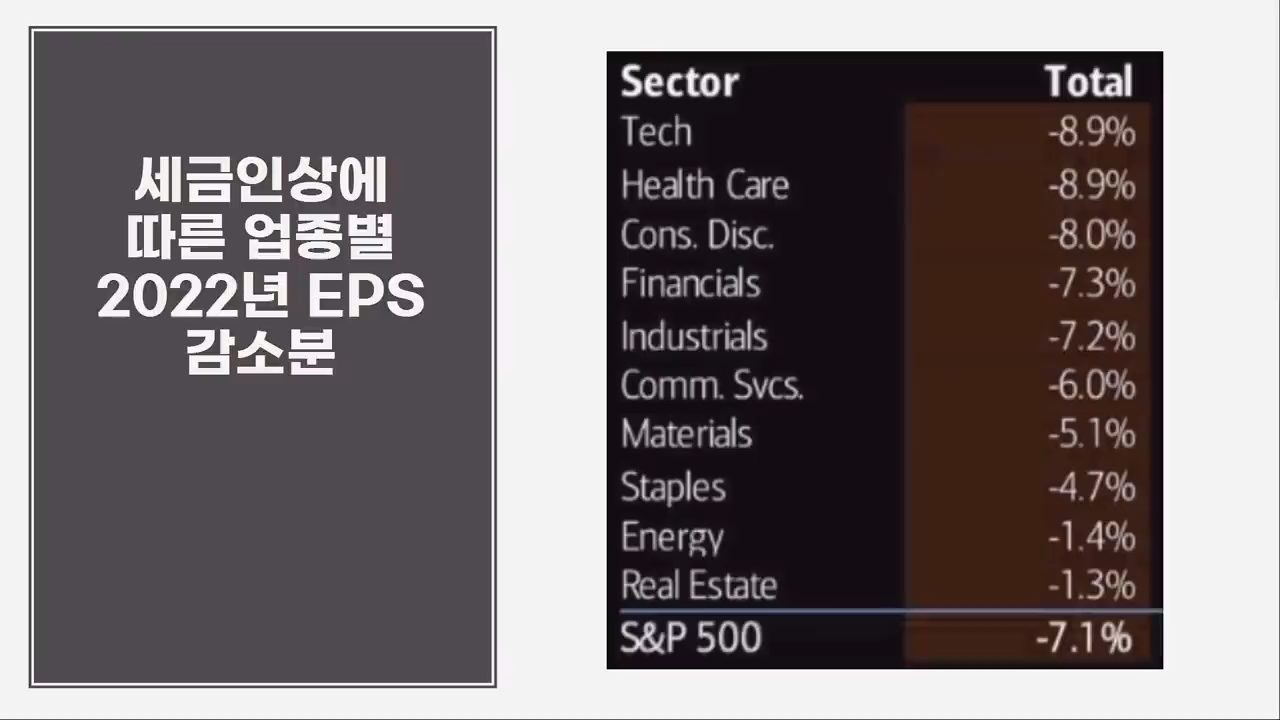 세금인상에
따른 업종별
2022년 EPS
감소분
Sector Total
Tech -8.9%
Health Care -8.9%
Cons. Disc. -8.0%
Financials -7.3%
Industrials -7.2%
Comm. Svcs. -6.0%
Materials -5.1%
Staples -4.7%
Energy -1.4%
Real Estate -1.3%
S&P 500 -7.1%